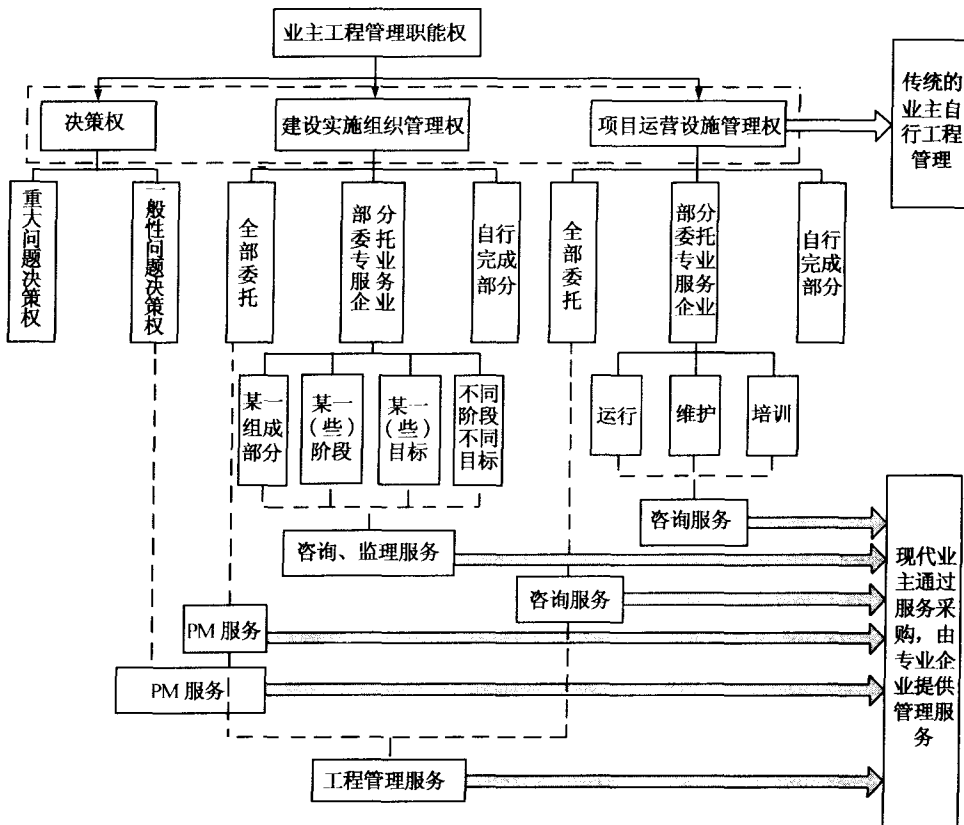 业主工程管理职能权
决策权
建设实施组织管理权
项目运营设施管理权
传统的
业主自
行工程
管理
重大问题决策权
一般性问题决策权
全部委托
部分
委托
专业
服务
企业
自行
完成
部分
全部委托
部分
委托
专业
服务
企业
自行
完成
部分
某一
组成
部分
某一
(些)
阶段
某一
(些)
目标
不同
阶段
不同
目标
运行
维护
培训
咨询服务
咨询、监理服务
咨询服务
PM 服务
PM 服务
工程管理服务
现代业
主通过
服务采
购，由
专业企
业提供
管理服
务